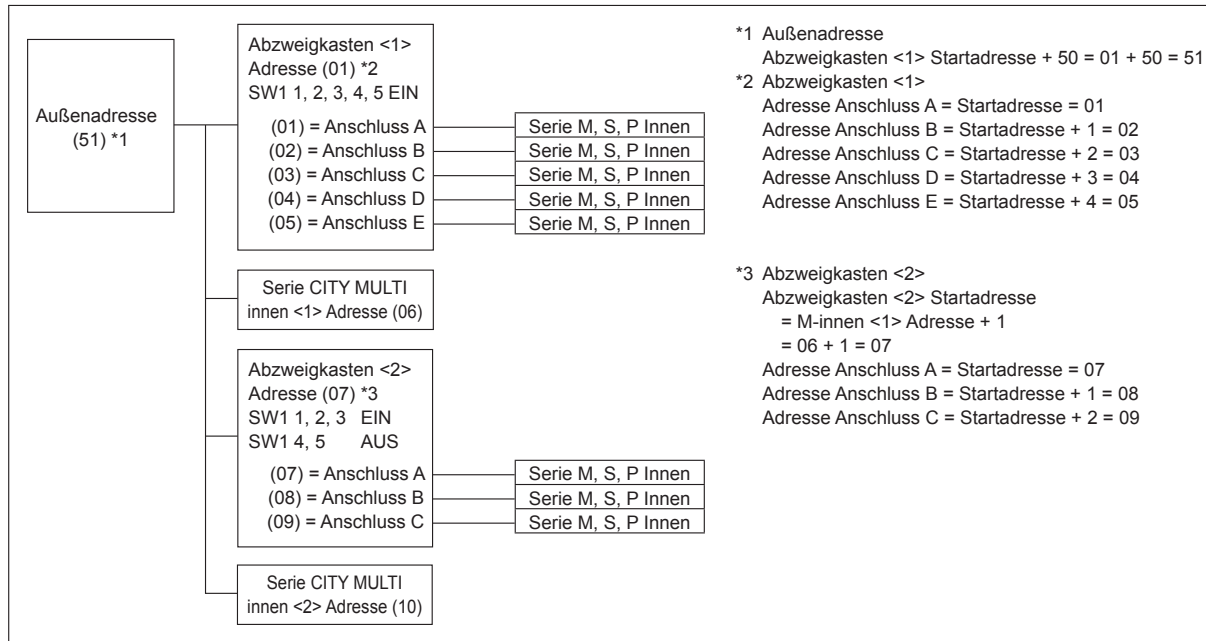 Außenadresse
(51) *1
Abzweigkasten <1>
Adresse (01) *2
SW1 1, 2, 3, 4, 5 EIN
(01) = Anschluss A
Serie M, S, P Innen
(02) = Anschluss B
Serie M, S, P Innen
(03) = Anschluss C
Serie M, S, P Innen
(04) = Anschluss D
Serie M, S, P Innen
(05) = Anschluss E
Serie M, S, P Innen
Serie CITY MULTI
innen <1> Adresse (06)
Abzweigkasten <2>
Adresse (07) *3
SW1 1, 2, 3 EIN
SW1 4, 5 AUS
(07) = Anschluss A
Serie M, S, P Innen
(08) = Anschluss B
Serie M, S, P Innen
(09) = Anschluss C
Serie M, S, P Innen
Serie CITY MULTI
innen <2> Adresse (10)
*1 Außenadresse
Abzweigkasten <1> Startadresse + 50 = 01 + 50 = 51
*2 Abzweigkasten <1>
Adresse Anschluss A = Startadresse = 01
Adresse Anschluss B = Startadresse + 1 = 02
Adresse Anschluss C = Startadresse + 2 = 03
Adresse Anschluss D = Startadresse + 3 = 04
Adresse Anschluss E = Startadresse + 4 = 05
*3 Abzweigkasten <2>
Abzweigkasten <2> Startadresse
= M-innen <1> Adresse + 1
= 06 + 1 = 07
Adresse Anschluss A = Startadresse = 07
Adresse Anschluss B = Startadresse + 1 = 08
Adresse Anschluss C = Startadresse + 2 = 09